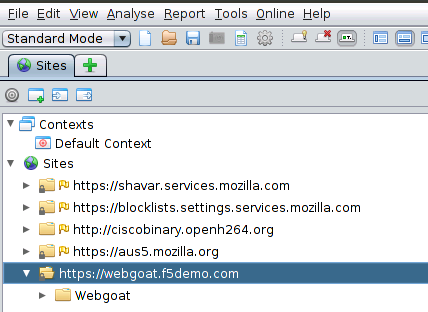 File Edit View Analyse Report Tools Online Help
Standard Mode
Sites
Contexts
Default Context
Sites
https://shavar.services.mozilla.com
https://blocklists.settings.services.mozilla.com
http://ciscobinary.openh264.org
https://aus5.mozilla.org
https://webgoat.f5demo.com
Webgoat